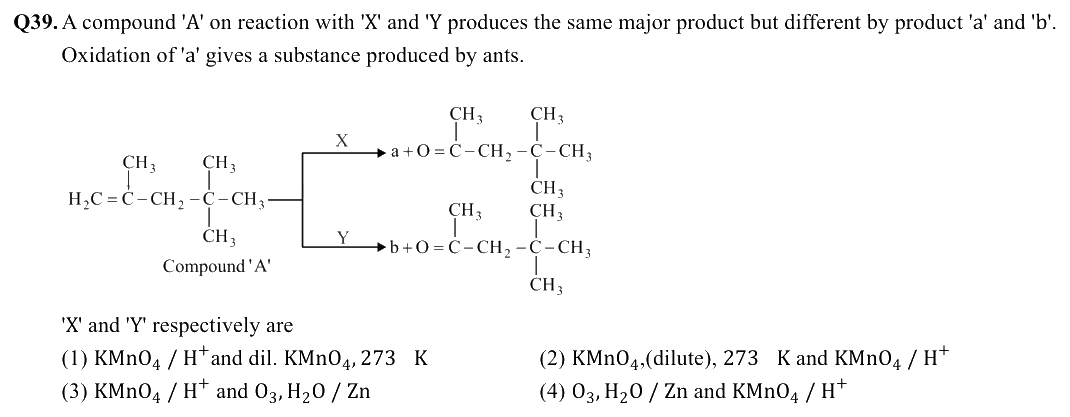 Q39. A compound 'A' on reaction with 'X' and 'Y produces the same major product but different by product 'a' and 'b'.
Oxidation of 'a' gives a substance produced by ants.
CH₃ CH₃
X
a + O = C – CH₂ – C – CH₃
CH₃ CH₃
CH₃
H₂C = C – CH₂ – C – CH₃
CH₃ CH₃
CH₃
Y
b + O = C – CH₂ – C – CH₃
Compound 'A'
CH₃
'X' and 'Y' respectively are
(1) KMnO₄ / H⁺and dil. KMnO₄, 273 K (2) KMnO₄,(dilute), 273 K and KMnO₄ / H⁺
(3) KMnO₄ / H⁺ and O₃, H₂O / Zn (4) O₃, H₂O / Zn and KMnO₄ / H⁺